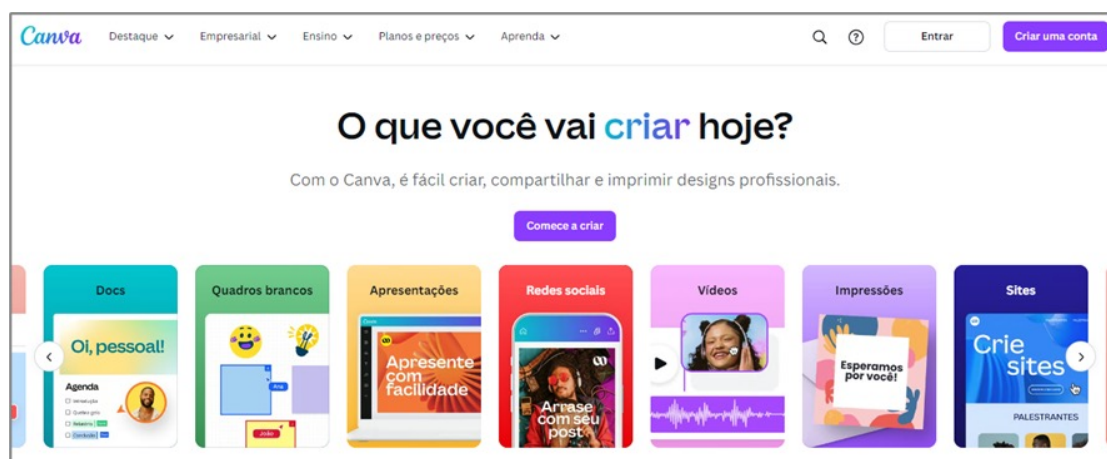 Canva Destaque Empresarial Ensino Planos e preços Aprenda Entrar Criar uma conta
O que você vai criar hoje?
Com o Canva, é fácil criar, compartilhar e imprimir designs profissionais.
Comece a criar
Docs
Oi, pessoal!
Agenda
Quadros brancos
Ana
João
Apresentações
Apresente
com
facilidade
Redes sociais
Arrase
com seu
post
Vídeos
Impressões
Esperamos
por você!
Sites
Crie
sites
PALESTRANTES